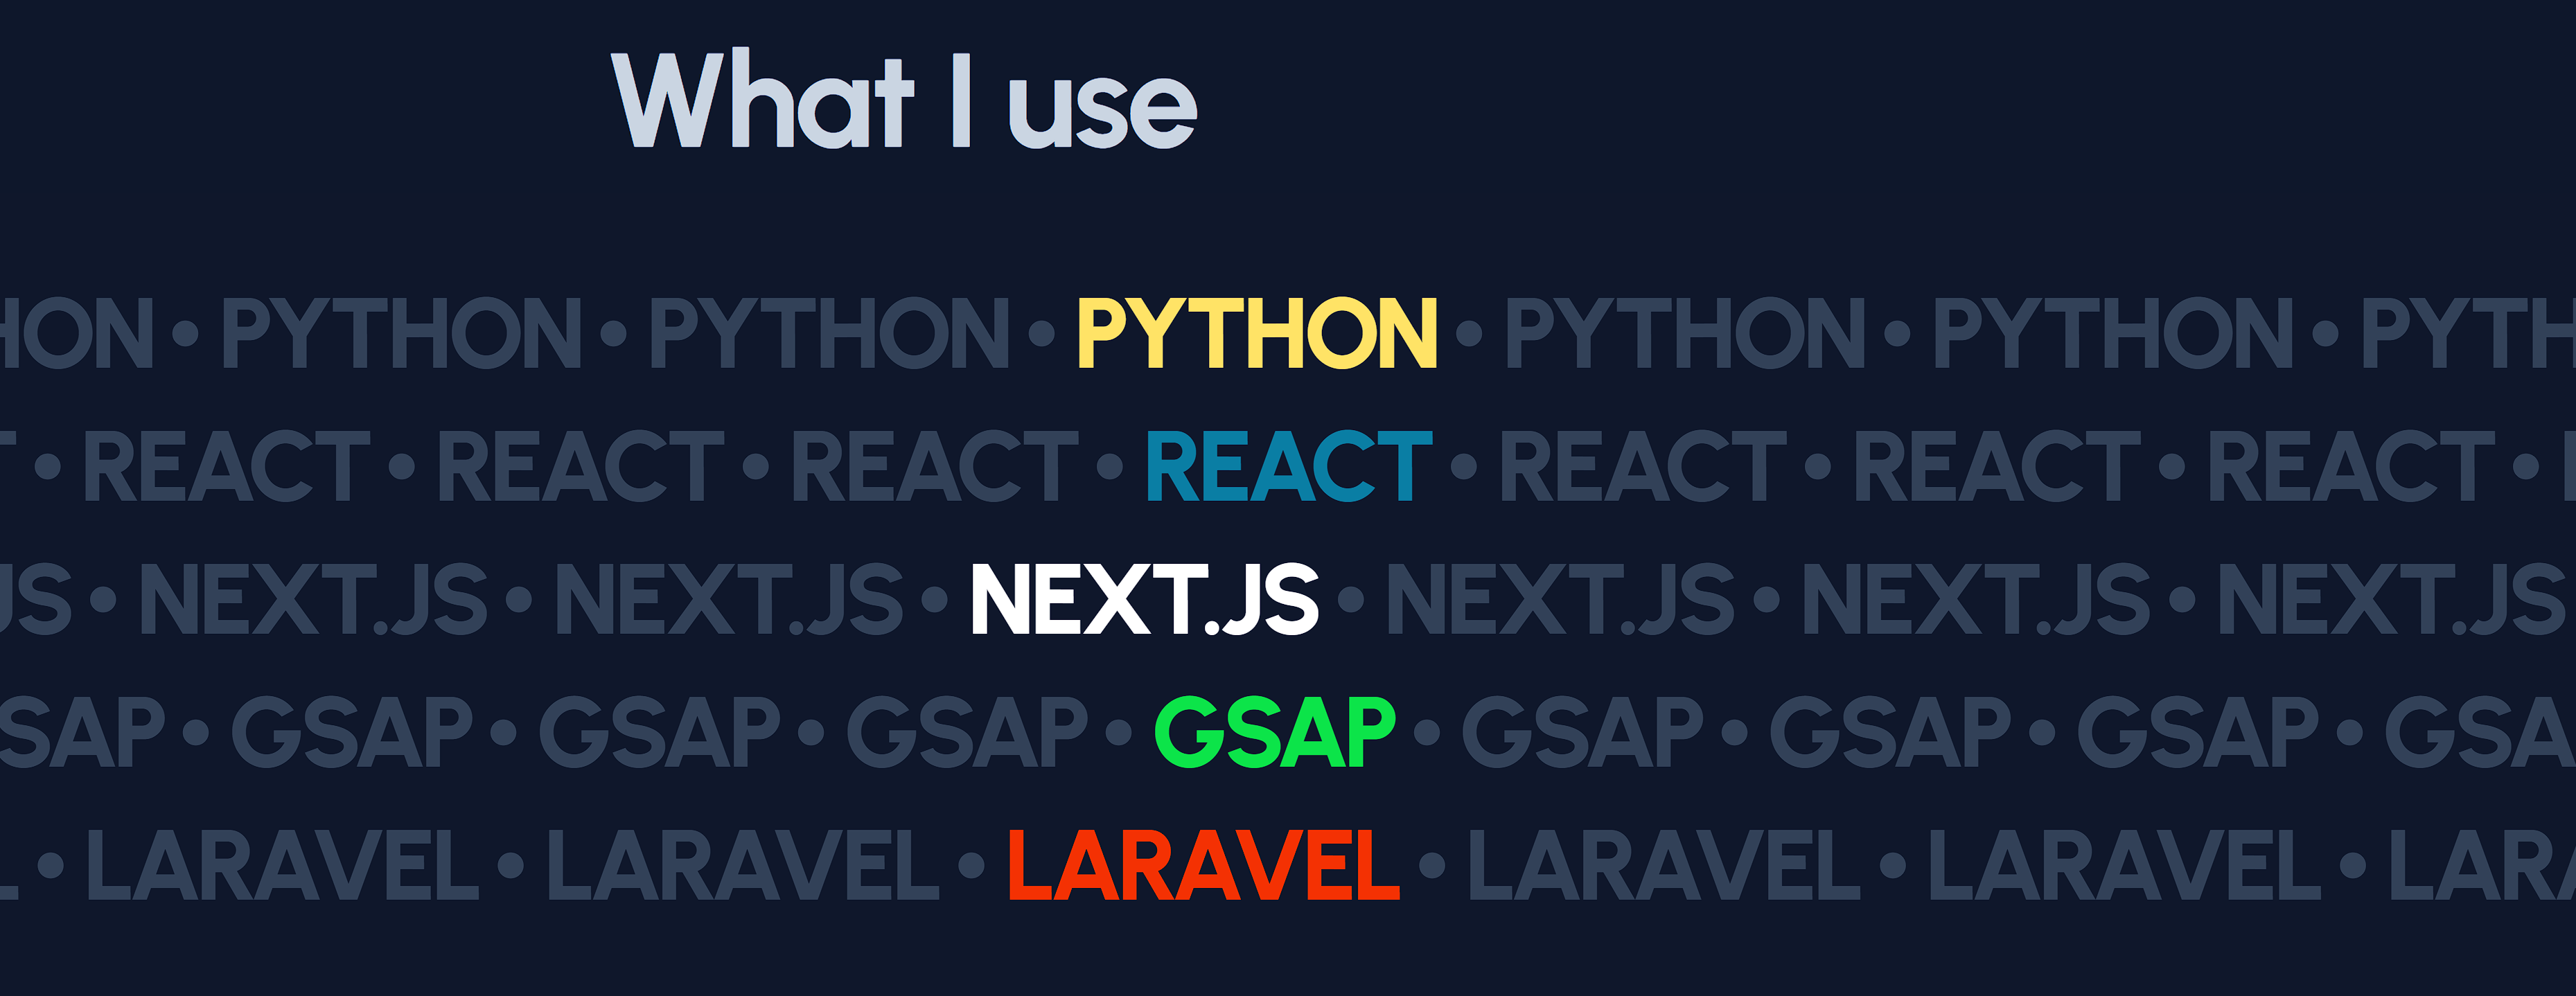 What I use
HON • PYTHON • PYTHON • PYTHON • PYTHON • PYTHON • PYTH
T • REACT • REACT • REACT • REACT • REACT • REACT • REACT •
JS • NEXT.JS • NEXT.JS • NEXT.JS • NEXT.JS • NEXT.JS • NEXT.JS
SAP • GSAP • GSAP • GSAP • GSAP • GSAP • GSAP • GSAP • GSA
L • LARAVEL • LARAVEL • LARAVEL • LARAVEL • LARAVEL • LARA